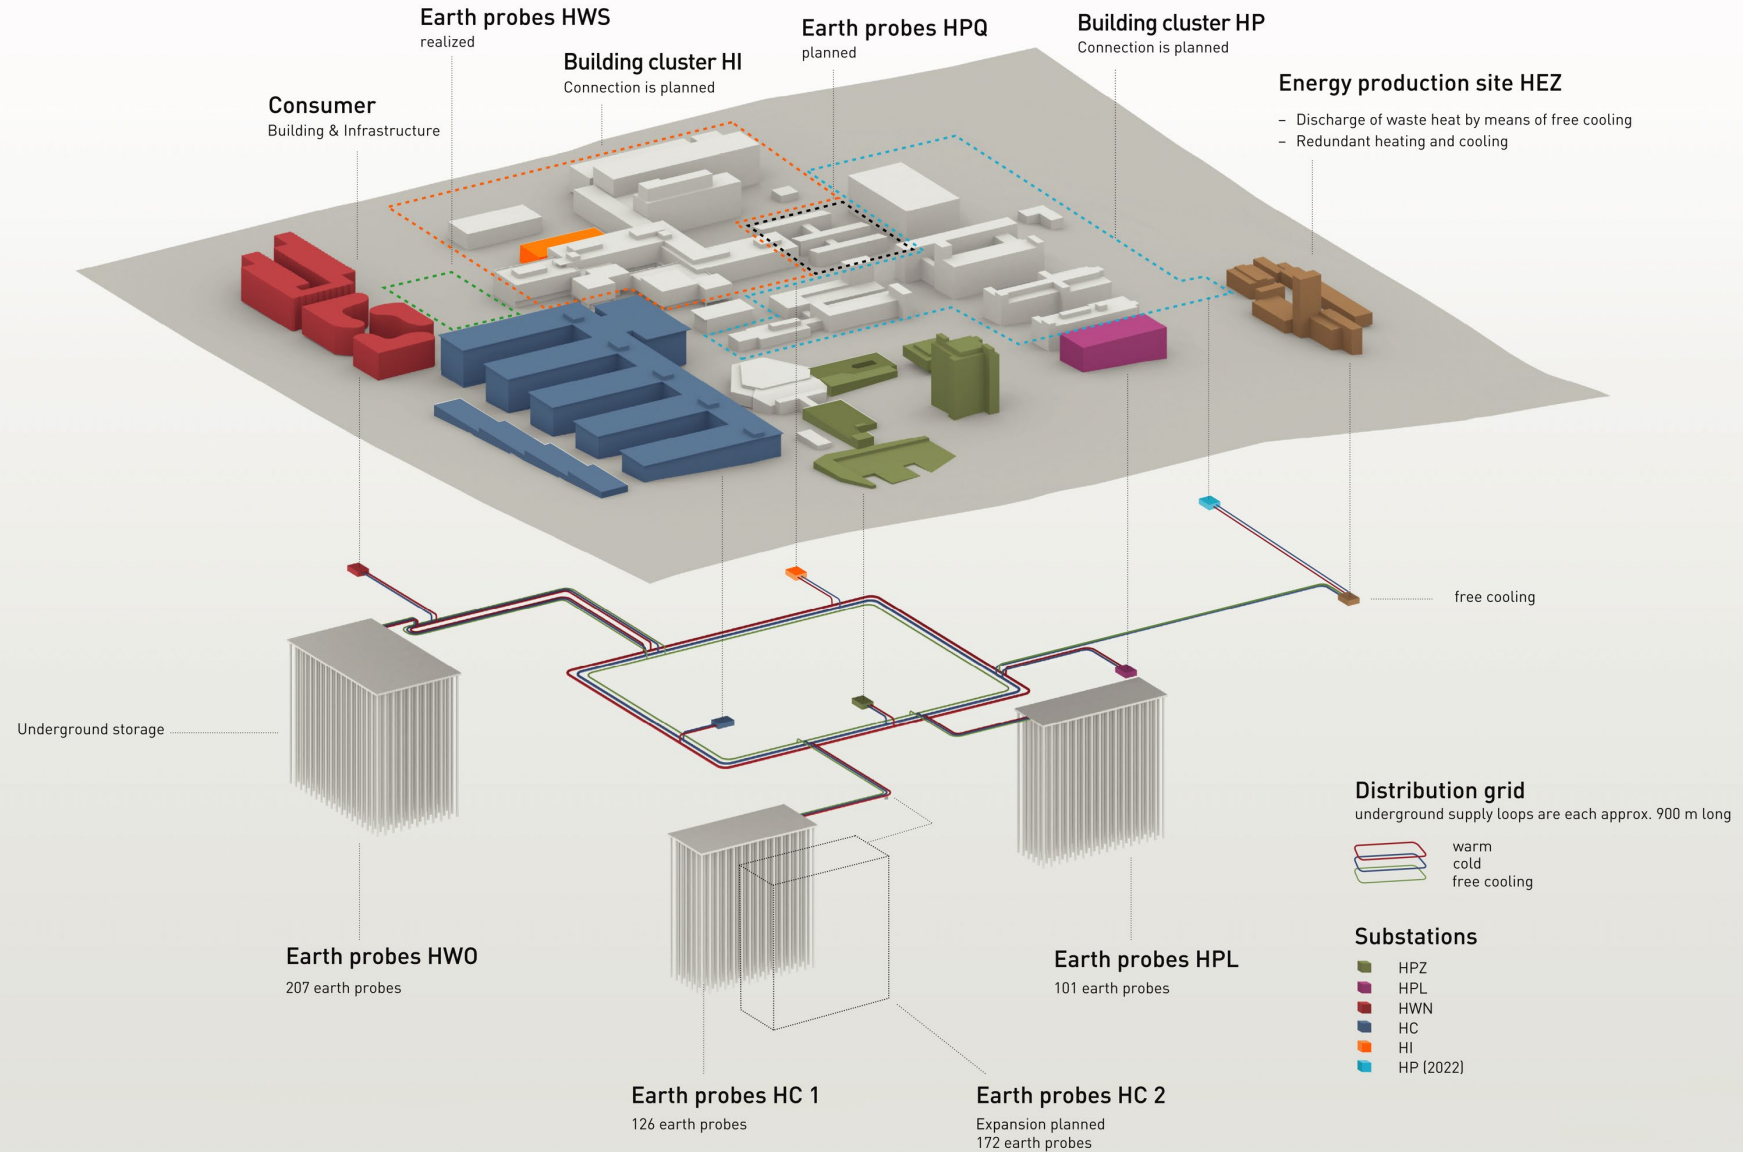 Earth probes HWS
realized
Building cluster HI
Connection is planned
Earth probes HPQ
planned
Building cluster HP
Connection is planned
Consumer
Building & Infrastructure
Energy production site HEZ
– Discharge of waste heat by means of free cooling
– Redundant heating and cooling
free cooling
Underground storage
Distribution grid
underground supply loops are each approx. 900 m long
warm
cold
free cooling
Earth probes HWO
207 earth probes
Earth probes HPL
101 earth probes
Substations
HPZ
HPL
HWN
HC
HI
HP (2022)
Earth probes HC 1
126 earth probes
Earth probes HC 2
Expansion planned
172 earth probes